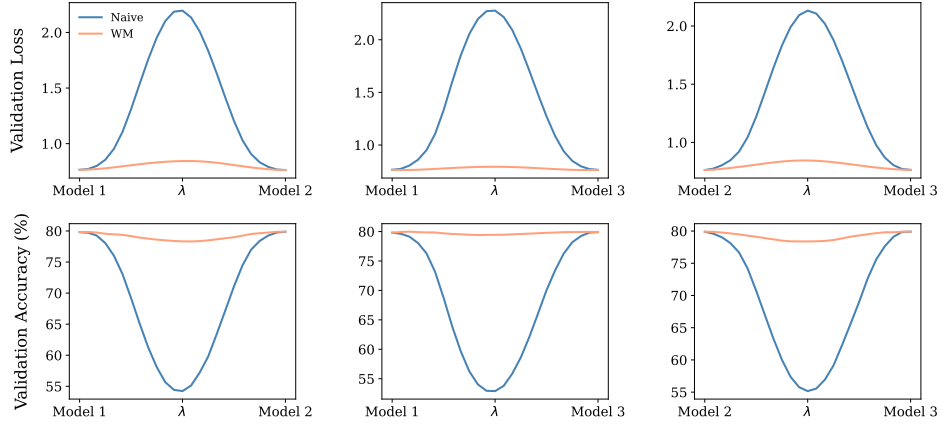 Validation Loss
2.0
1.5
1.0
Naive
WM
Model 1 λ Model 2
2.0
1.5
1.0
Model 1 λ Model 3
2.0
1.5
1.0
Model 2 λ Model 3
Validation Accuracy (%)
80
75
70
65
60
55
Model 1 λ Model 2
80
75
70
65
60
55
Model 1 λ Model 3
80
75
70
65
60
55
Model 2 λ Model 3